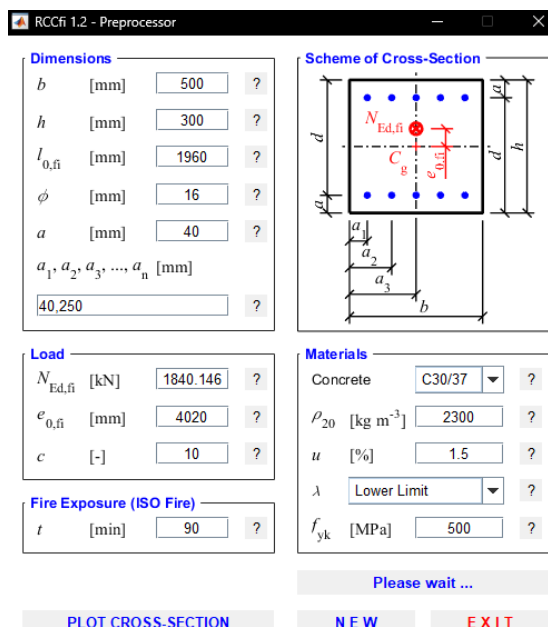 RCCfi 1.2 - Preprocessor
Dimensions
b [mm] 500 ?
h [mm] 300 ?
l0,fi [mm] 1960 ?
ϕ [mm] 16 ?
a [mm] 40 ?
a1, a2, a3, ..., an [mm]
40,250 ?
Scheme of Cross-Section
a
NEd,fi
d
Cg
e0,fi
d
h
a
a1
a2
a3
b
Load
NEd,fi [kN] 1840.146 ?
e0,fi [mm] 4020 ?
c [-] 10 ?
Fire Exposure (ISO Fire)
t [min] 90 ?
Materials
Concrete C30/37 ?
ρ20 [kg m-3] 2300 ?
u [%] 1.5 ?
λ Lower Limit ?
fyk [MPa] 500 ?
Please wait ...
PLOT CROSS-SECTION NEW EXIT